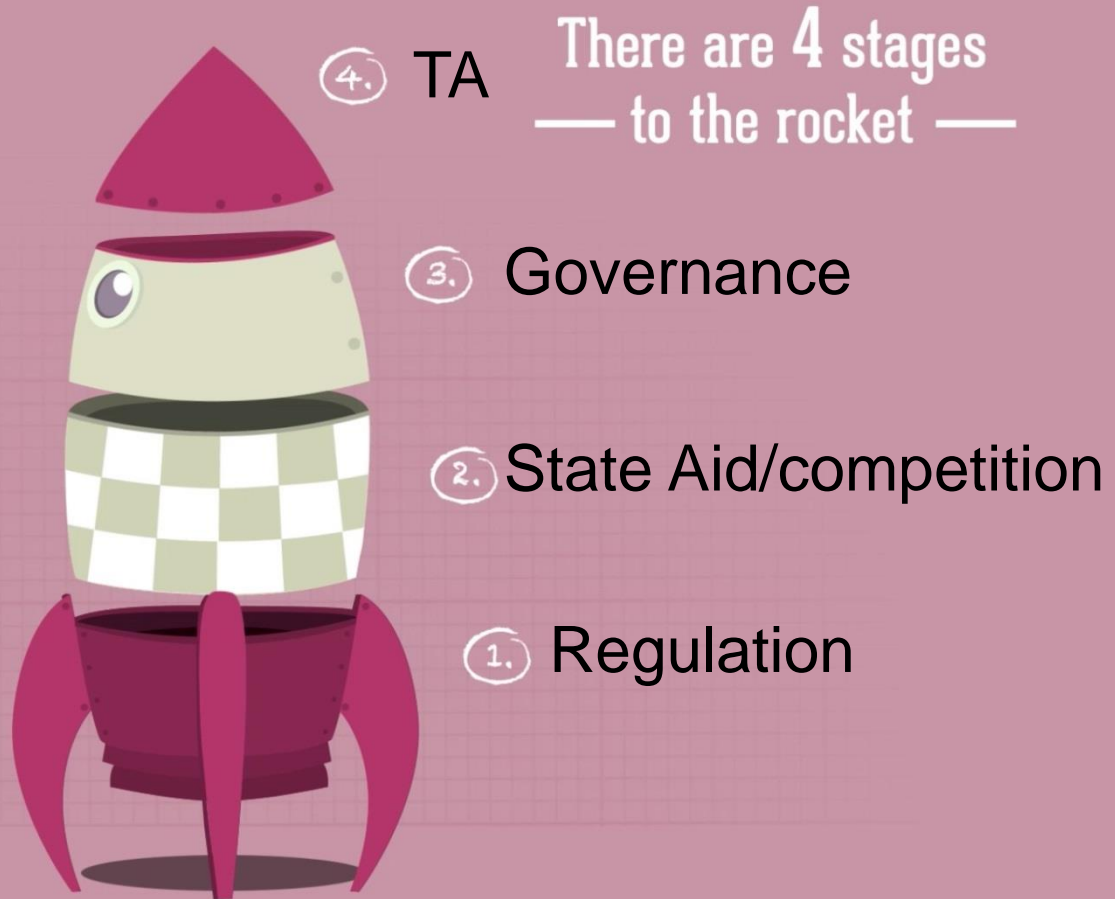 There are 4 stages
to the rocket
4. TA
3. Governance
2. State Aid/competition
1. Regulation